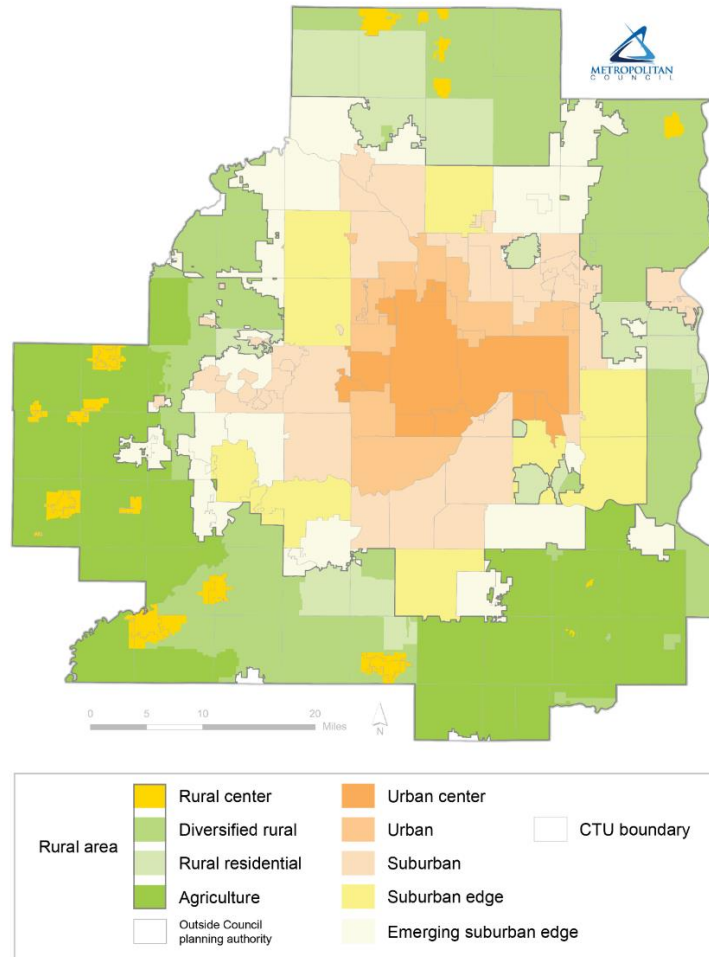 METROPOLITAN
COUNCIL
0 5 10 20
Miles
N
Rural area
Rural center
Diversified rural
Rural residential
Agriculture
Outside Council
planning authority
Urban center
Urban
Suburban
Suburban edge
Emerging suburban edge
CTU boundary